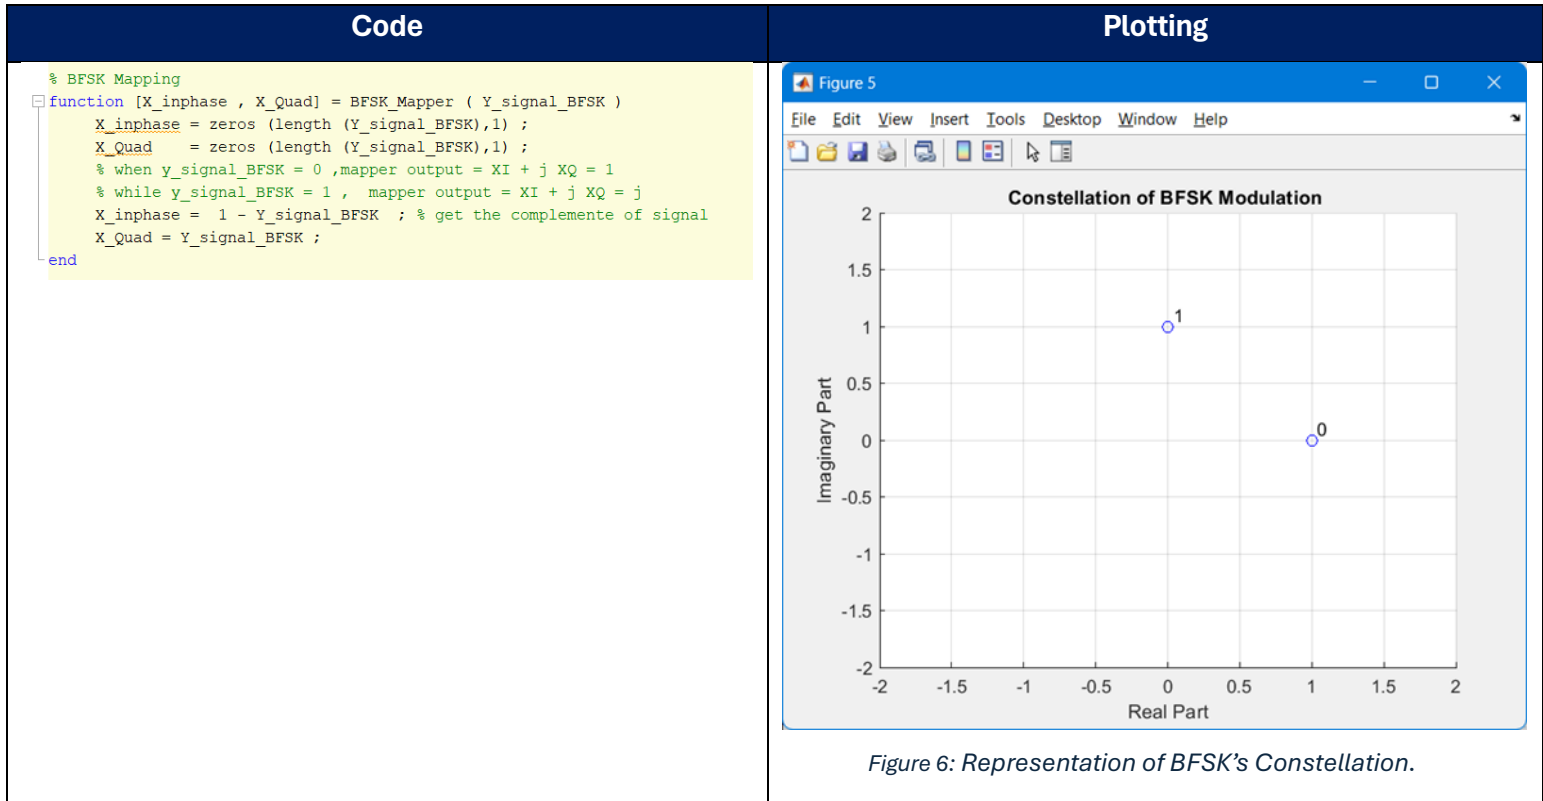 Code
Plotting
% BFSK Mapping
function [X_inphase , X_Quad] = BFSK_Mapper ( Y_signal_BFSK )
X_inphase = zeros (length (Y_signal_BFSK),1) ;
X_Quad    = zeros (length (Y_signal_BFSK),1) ;
% when y_signal_BFSK = 0 ,mapper output = XI + j XQ = 1
% while y_signal_BFSK = 1 ,  mapper output = XI + j XQ = j
X_inphase =  1 - Y_signal_BFSK  ; % get the complemente of signal
X_Quad = Y_signal_BFSK ;
end
Figure 5
File Edit View Insert Tools Desktop Window Help
Constellation of BFSK Modulation
2
1.5
1
0.5
0
-0.5
-1
-1.5
-2
Imaginary Part
1
0
-2 -1.5 -1 -0.5 0 0.5 1 1.5 2
Real Part
Figure 6: Representation of BFSK’s Constellation.